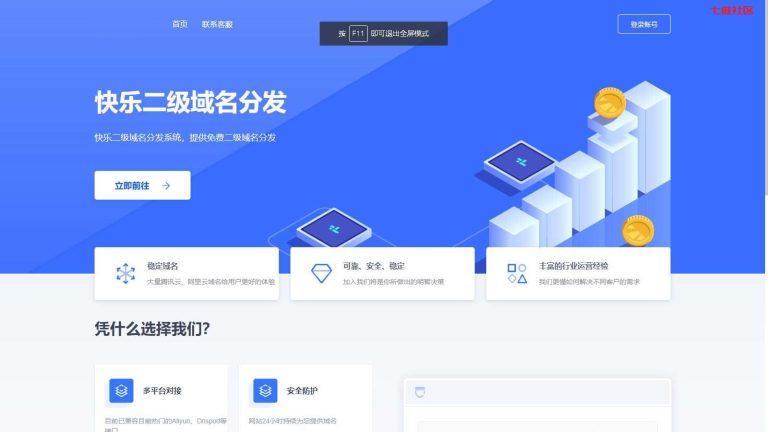 首页 联系客服
按 F11 即可退出全屏模式
登录账号
快乐二级域名分发
快乐二级域名分发系统，提供免费二级域名分发
立即前往
稳定域名
大量腾讯云、阿里云域名给用户更好的体验
可靠、安全、稳定
加入我们将是你所做出的明智决策
丰富的行业运营经验
我们更懂如何解决不同客户的需求
凭什么选择我们？
多平台对接
目前已兼容目前热门的Aliyun、Dnspod等
接口
安全防护
网站24小时持续为您提供域名